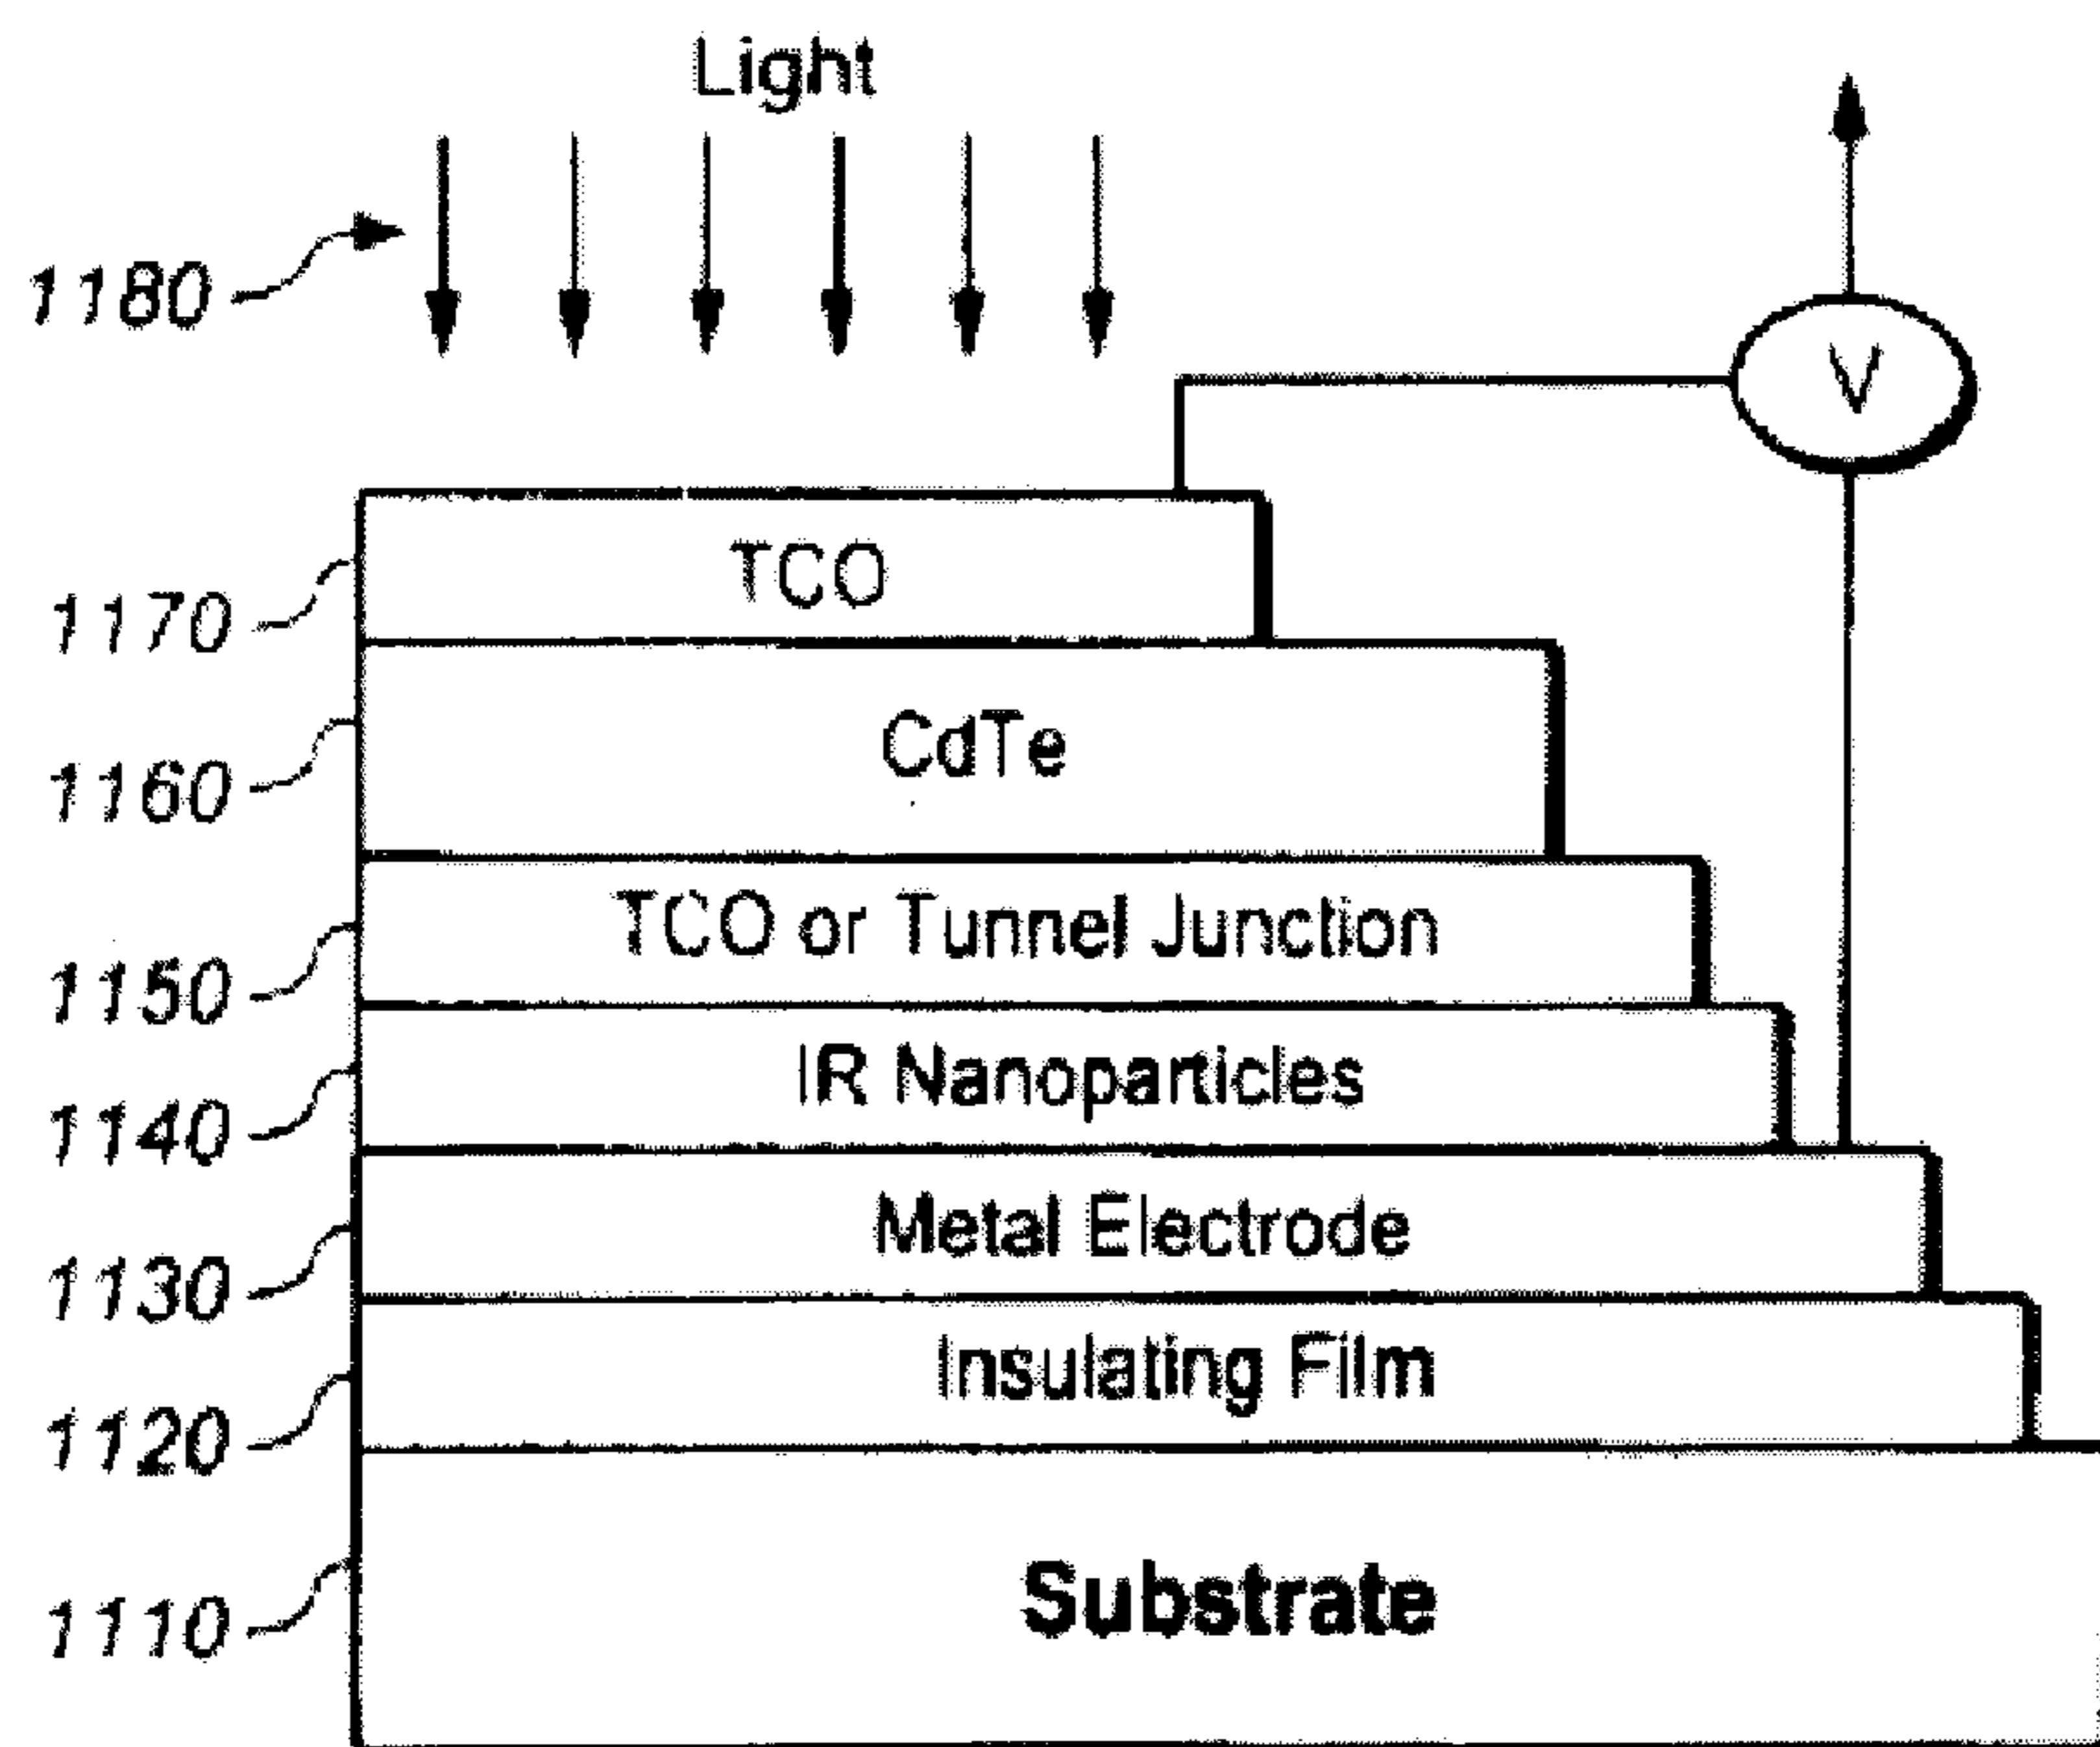 Light
1180
V
1170 TCO
1160 CdTe
1150 TCO or Tunnel Junction
1140 IR Nanoparticles
1130 Metal Electrode
1120 Insulating Film
1110 Substrate